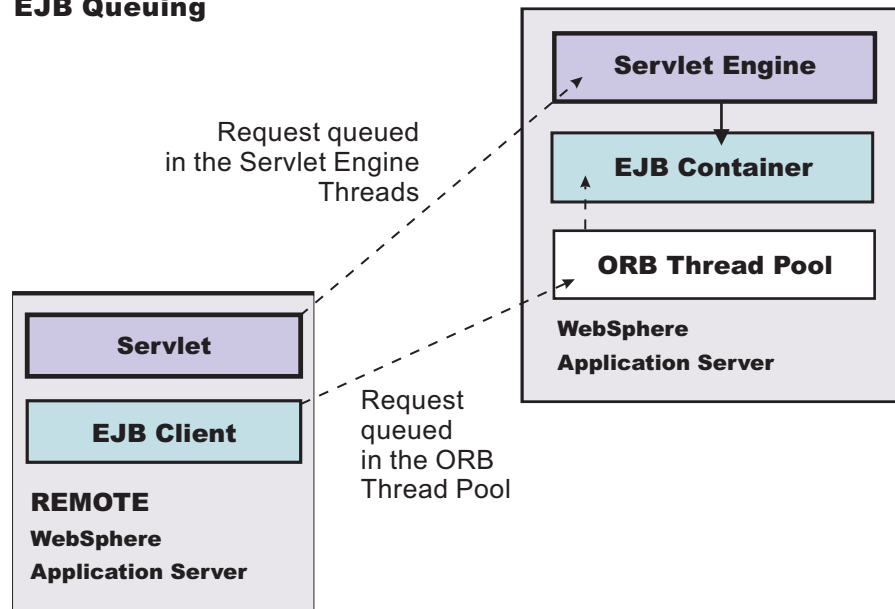 EJB Queuing
Servlet Engine
Request queued
in the Servlet Engine
Threads
EJB Container
ORB Thread Pool
WebSphere
Application Server
Servlet
EJB Client
Request
queued
in the ORB
Thread Pool
REMOTE
WebSphere
Application Server